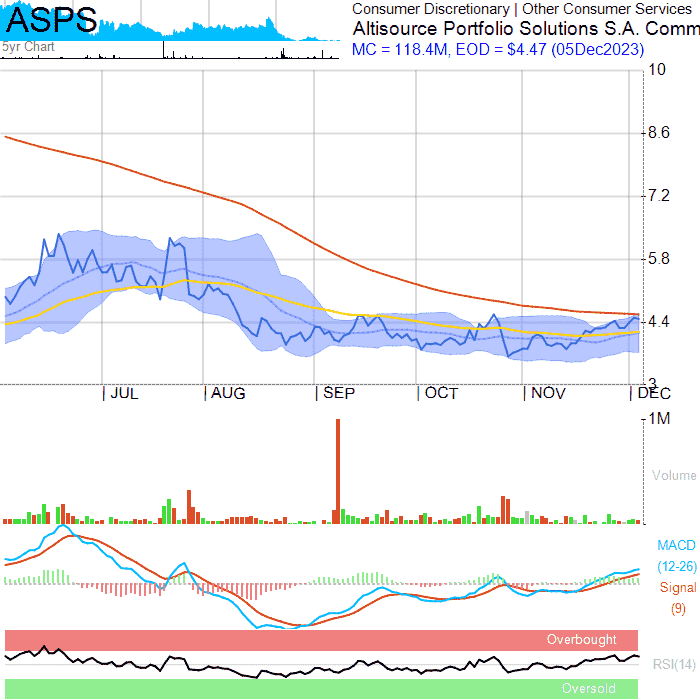 ASPS
5yr Chart
Consumer Discretionary | Other Consumer Services
Altisource Portfolio Solutions S.A. Comm
MC = 118.4M, EOD = $4.47 (05Dec2023)
10
8.6
7.2
5.8
4.4
3
JUL
AUG
SEP
OCT
NOV
DEC
1M
Volume
MACD
(12-26)
Signal
(9)
Overbought
RSI(14)
Oversold